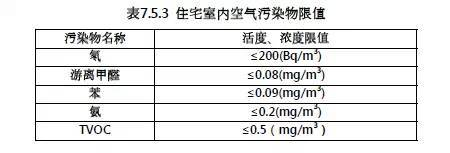 表7.5.3 住宅室内空气污染物限值
污染物名称 活度、浓度限值
氡 ≤200(Bq/m³)
游离甲醛 ≤0.08(mg/m³)
苯 ≤0.09(mg/m³)
氨 ≤0.2(mg/m³)
TVOC ≤0.5（mg/m³）